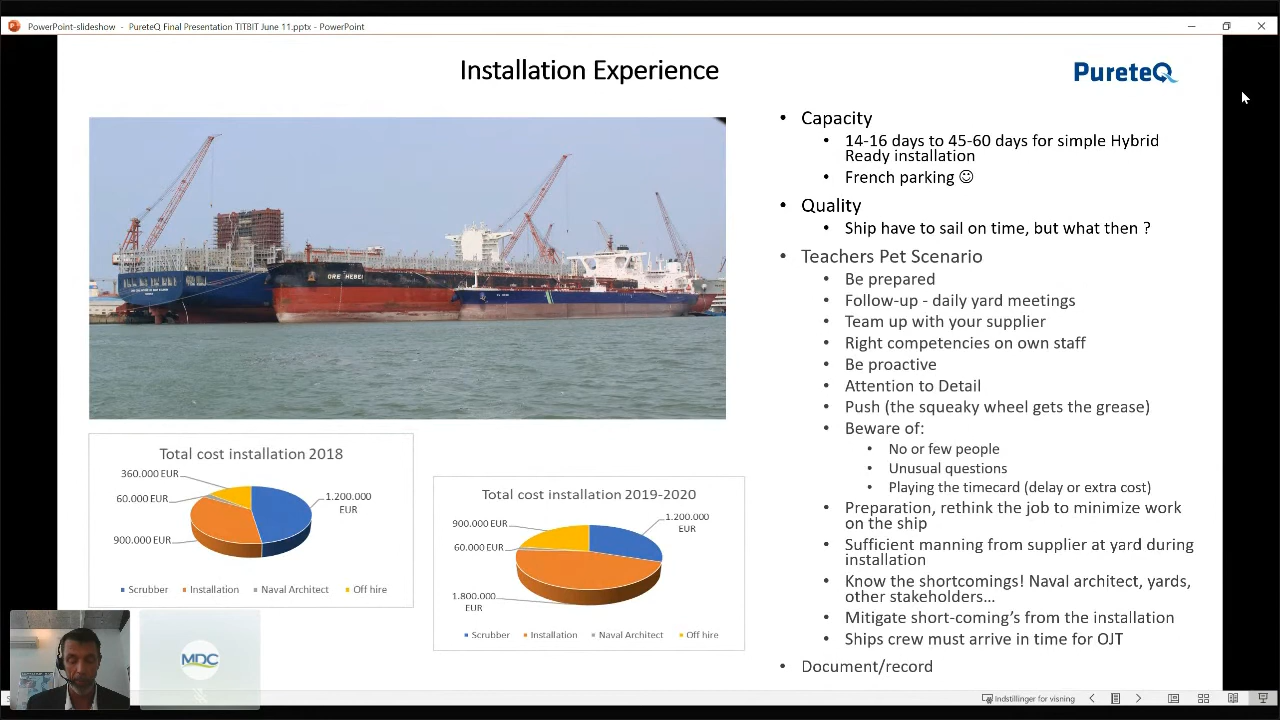 PowerPoint-slideshow - PureteQ Final Presentation TITBIT June 11.pptx - PowerPoint
Installation Experience
PureteQ
ORE HEBEI
Total cost installation 2018
360.000 EUR
60.000 EUR
900.000 EUR
1.200.000
EUR
Scrubber Installation Naval Architect Off hire
Total cost installation 2019-2020
900.000 EUR
60.000 EUR
1.800.000
EUR
1.200.000
EUR
Scrubber Installation Naval Architect Off hire
• Capacity
• 14-16 days to 45-60 days for simple Hybrid
Ready installation
• French parking ☺
• Quality
• Ship have to sail on time, but what then ?
• Teachers Pet Scenario
• Be prepared
• Follow-up - daily yard meetings
• Team up with your supplier
• Right competencies on own staff
• Be proactive
• Attention to Detail
• Push (the squeaky wheel gets the grease)
• Beware of:
• No or few people
• Unusual questions
• Playing the timecard (delay or extra cost)
• Preparation, rethink the job to minimize work
on the ship
• Sufficient manning from supplier at yard during
installation
• Know the shortcomings! Naval architect, yards,
other stakeholders…
• Mitigate short-coming's from the installation
• Ships crew must arrive in time for OJT
• Document/record
MDC
Indstillinger for visning